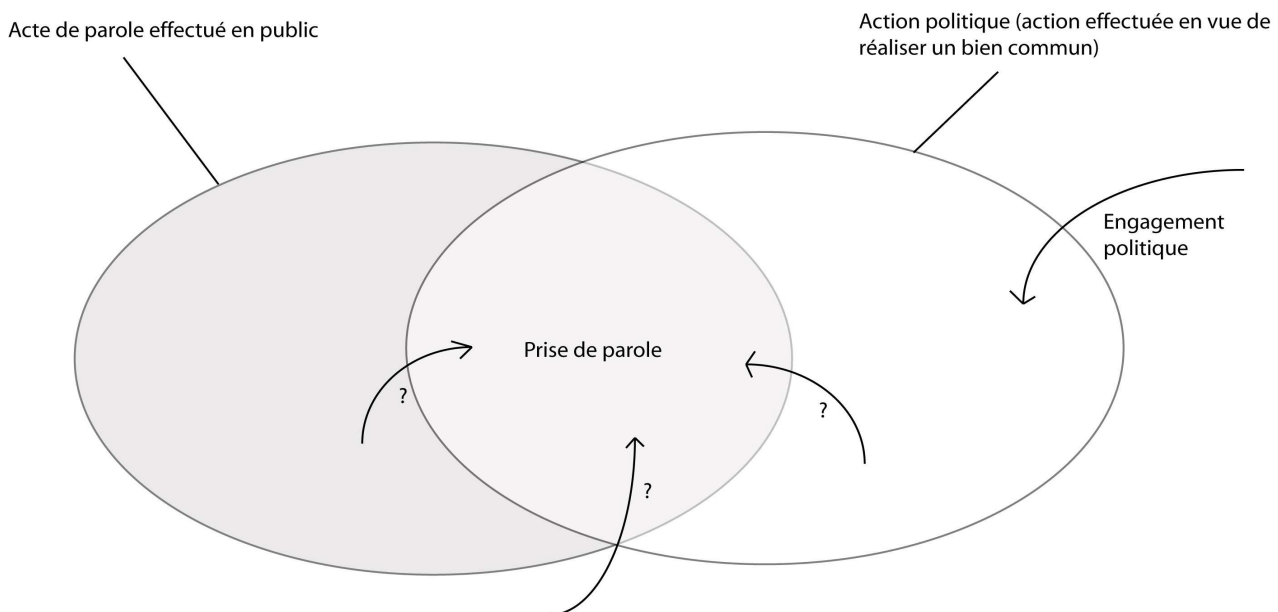 Acte de parole effectué en public
Action politique (action effectuée en vue de
réaliser un bien commun)
Engagement
politique
Prise de parole
?
?
?